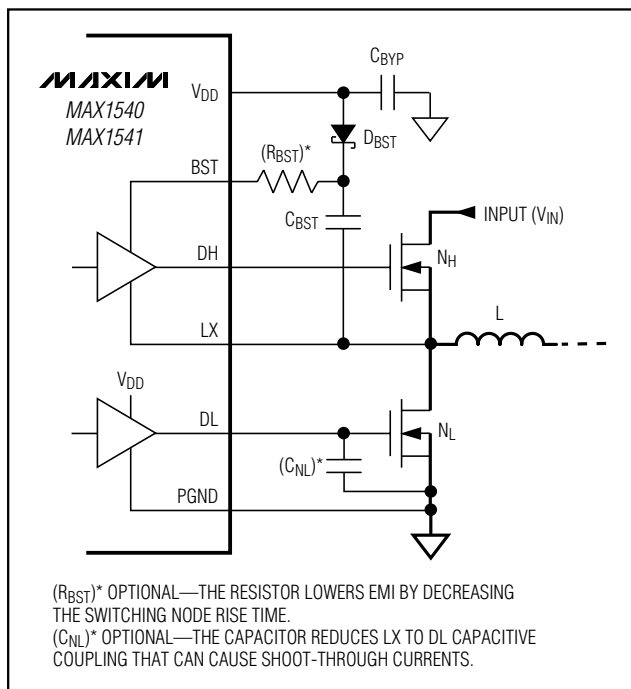 MAXIM
MAX1540
MAX1541
VDD
CBYP
DBST
BST
(RBST)*
CBST
INPUT (VIN)
DH
NH
L
LX
VDD
DL
NL
(CNL)*
PGND
(RBST)* OPTIONAL—THE RESISTOR LOWERS EMI BY DECREASING
THE SWITCHING NODE RISE TIME.
(CNL)* OPTIONAL—THE CAPACITOR REDUCES LX TO DL CAPACITIVE
COUPLING THAT CAN CAUSE SHOOT-THROUGH CURRENTS.